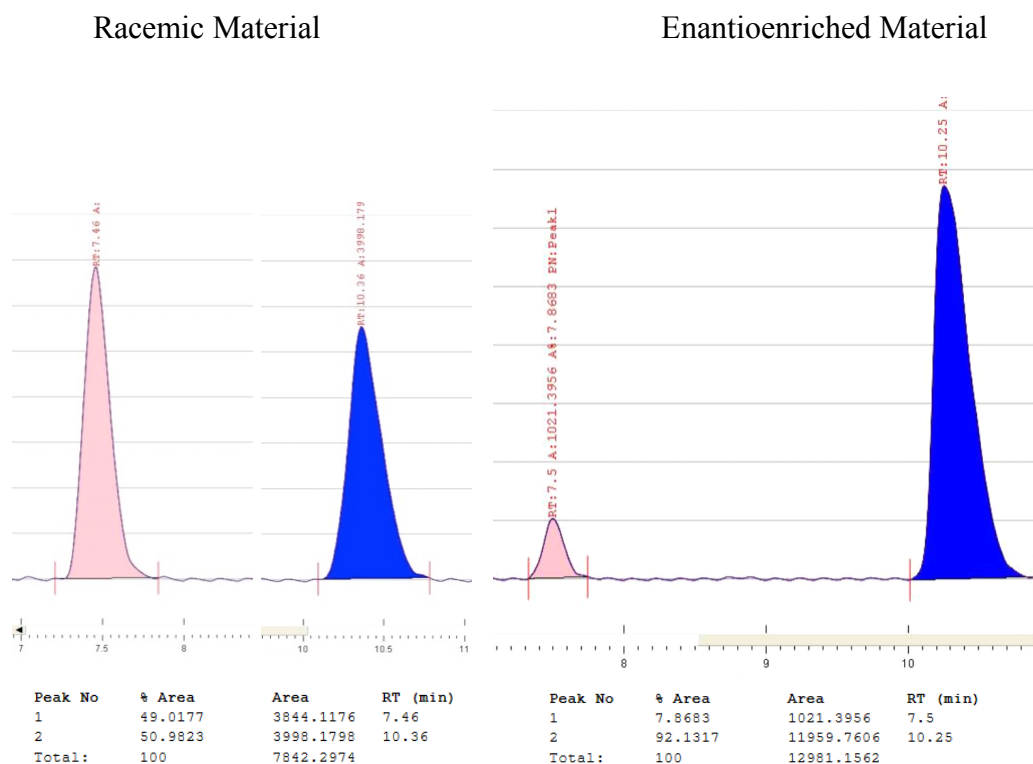 Racemic Material
Enantioenriched Material
RT:7.46 A:
RT:10.36 A:3998.179
RT:7.5 A:1021.3956 A%:7.8683 PN:Peak1
RT:10.25 A:
7 7.5 8
10 10.5 11
8 9 10
Peak No % Area Area RT (min)
1 49.0177 3844.1176 7.46
2 50.9823 3998.1798 10.36
Total: 100 7842.2974
Peak No % Area Area RT (min)
1 7.8683 1021.3956 7.5
2 92.1317 11959.7606 10.25
Total: 100 12981.1562